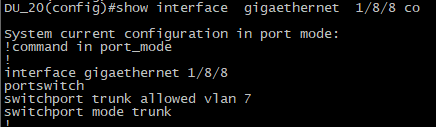 DU_20(config)#show interface  gigaethernet  1/8/8 co
System current configuration in port mode:
!command in port_mode
!
interface gigaethernet 1/8/8
portswitch
switchport trunk allowed vlan 7
switchport mode trunk
!